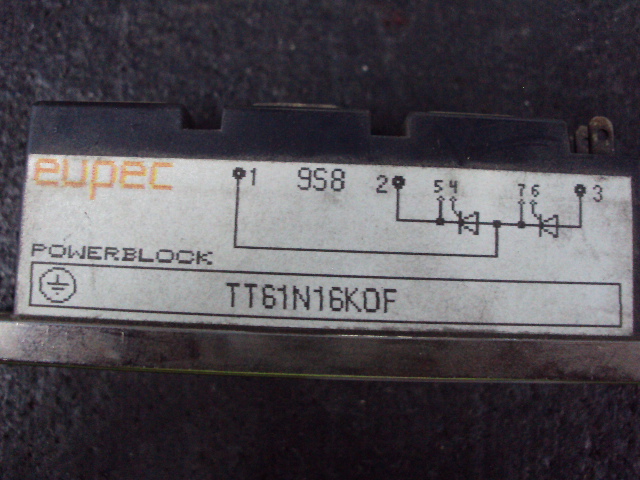 eupec
1 9S8 2 5 4 7 6 3
POWERBLOCK
TT61N16KOF